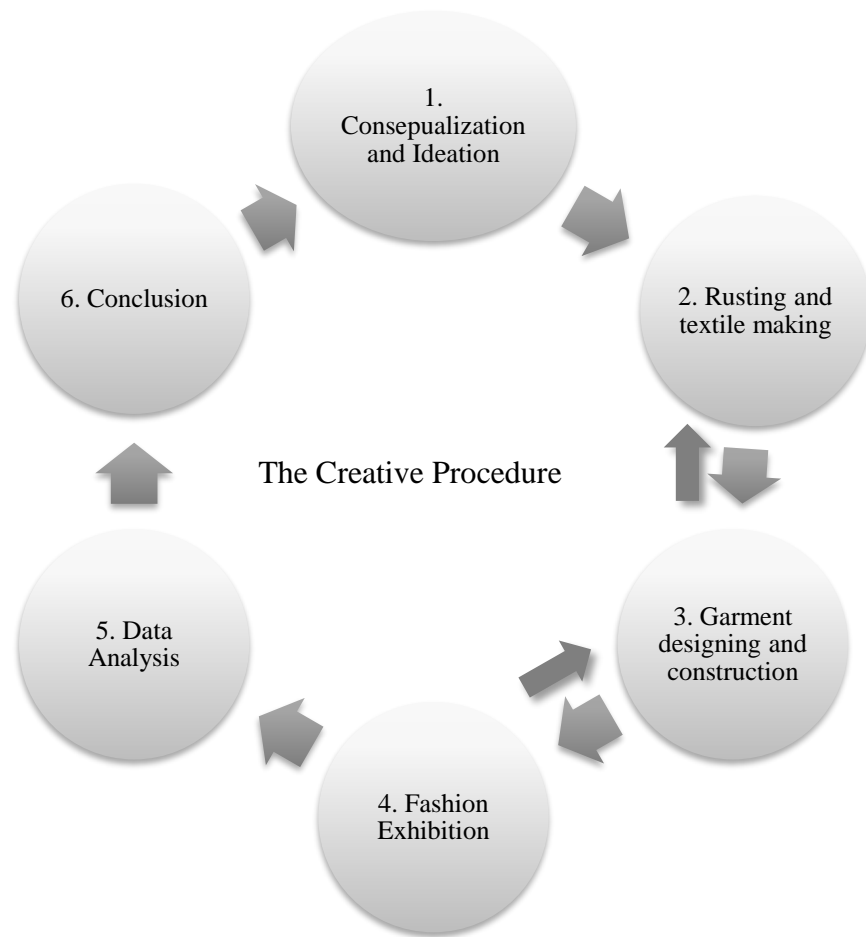 1.
Consepualization
and Ideation
2. Rusting and
textile making
3. Garment
designing and
construction
4. Fashion
Exhibition
5. Data
Analysis
6. Conclusion
The Creative Procedure